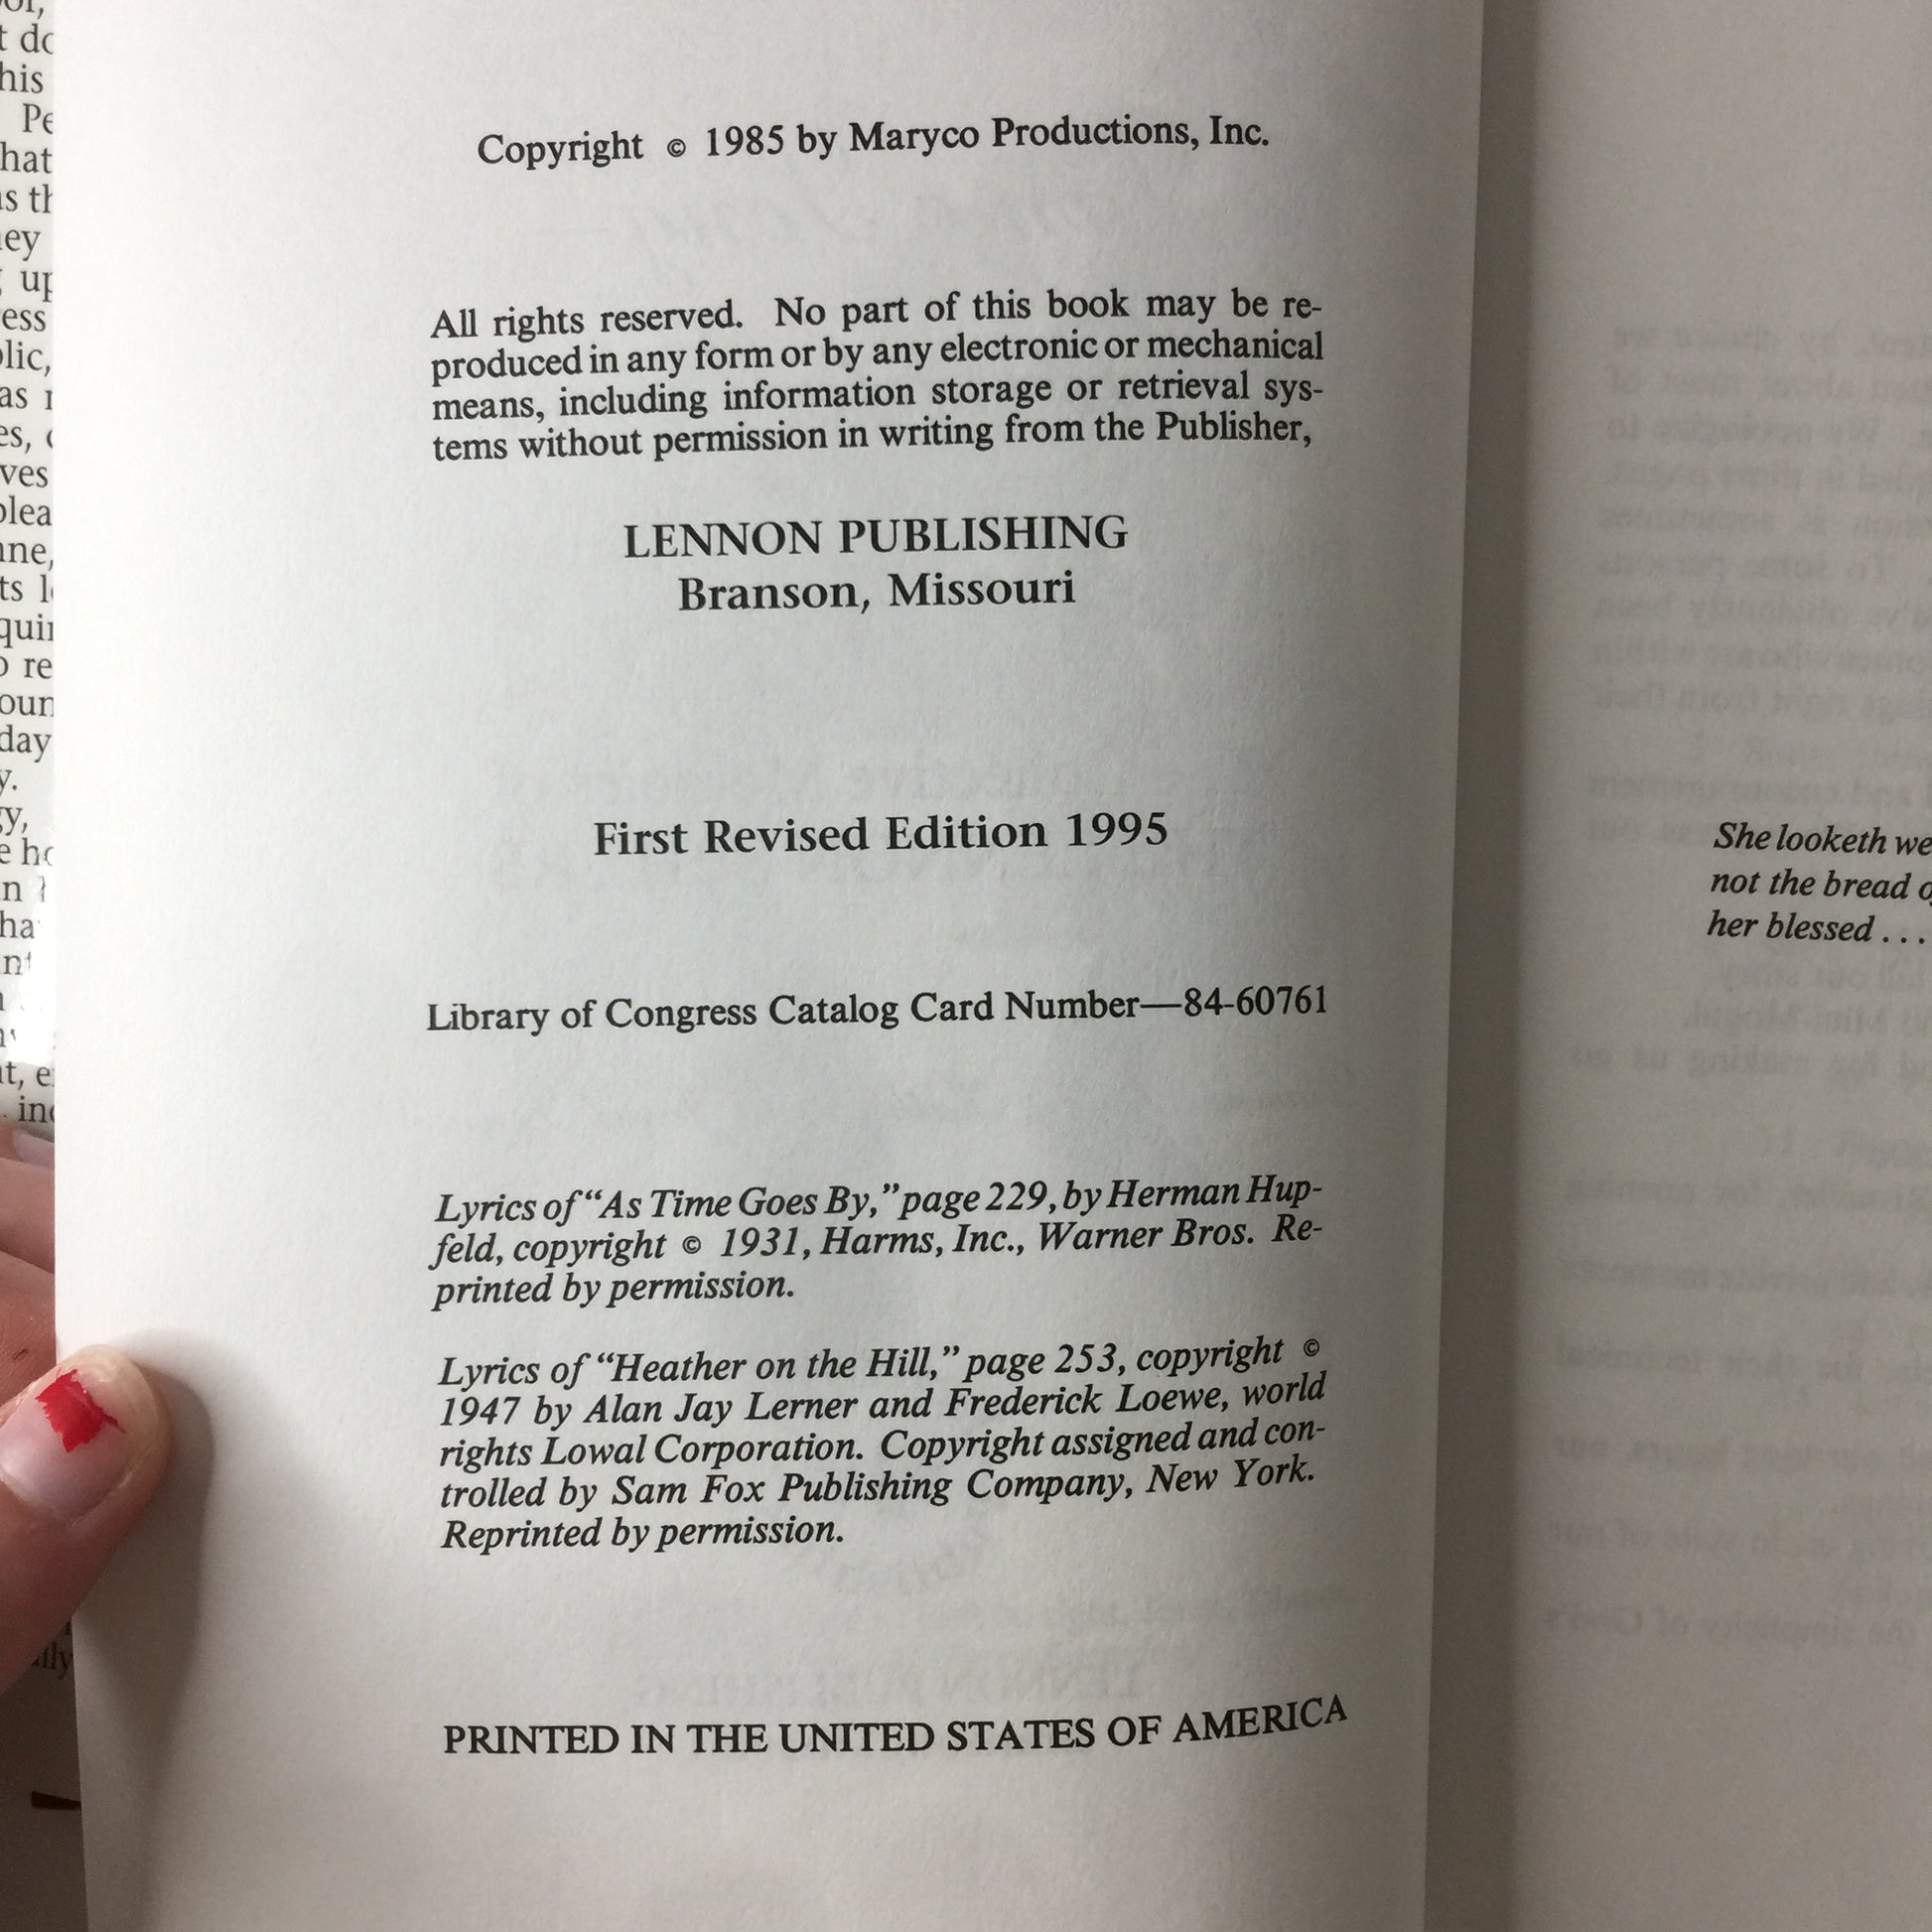 Copyright © 1985 by Maryco Productions, Inc.
All rights reserved. No part of this book may be re-
produced in any form or by any electronic or mechanical
means, including information storage or retrieval sys-
tems without permission in writing from the Publisher,
LENNON PUBLISHING
Branson, Missouri
First Revised Edition 1995
Library of Congress Catalog Card Number—84-60761
Lyrics of “As Time Goes By,” page 229, by Herman Hup-
feld, copyright © 1931, Harms, Inc., Warner Bros. Re-
printed by permission.
Lyrics of “Heather on the Hill,” page 253, copyright ©
1947 by Alan Jay Lerner and Frederick Loewe, world
rights Lowal Corporation. Copyright assigned and con-
trolled by Sam Fox Publishing Company, New York.
Reprinted by permission.
PRINTED IN THE UNITED STATES OF AMERICA
She looketh we
not the bread
her blessed . . .